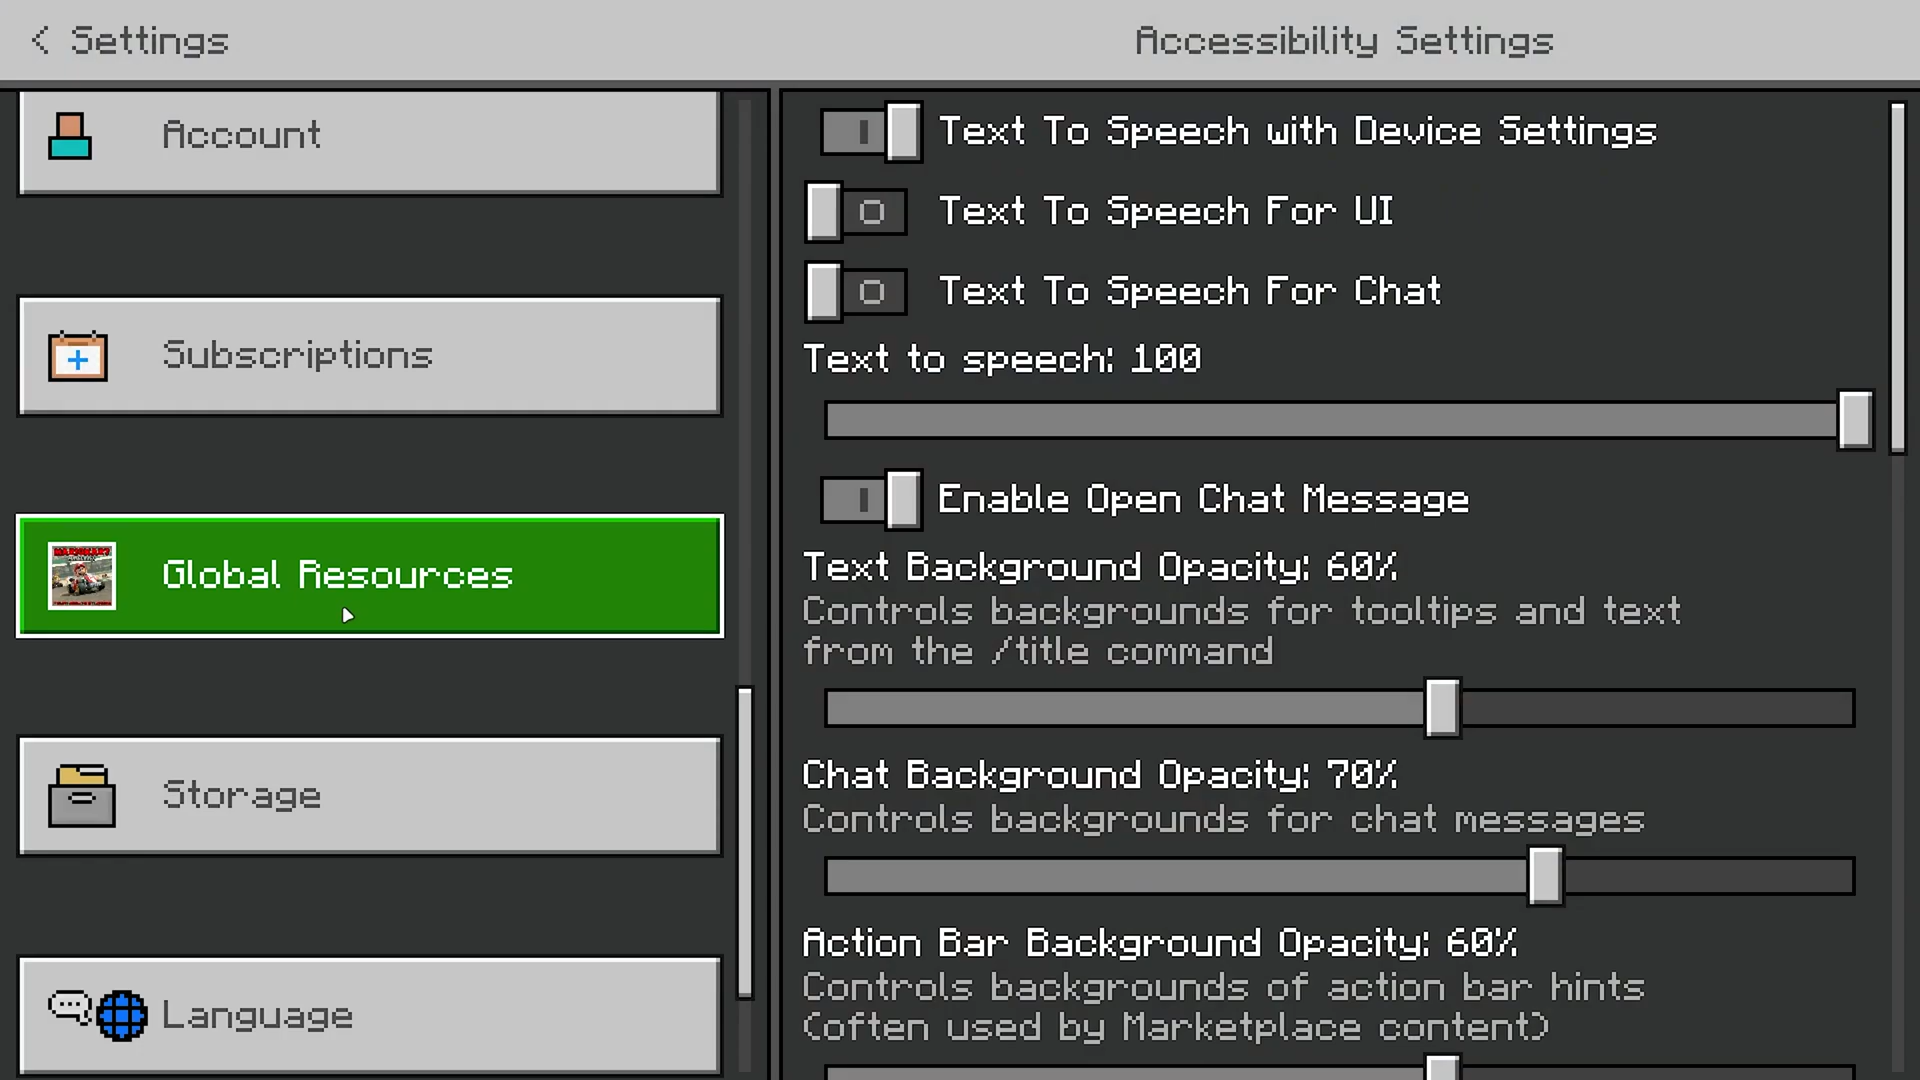 Settings
Accessibility Settings
Account
Subscriptions
Global Resources
Storage
Language
Text To Speech with Device Settings
Text To Speech For UI
Text To Speech For Chat
Text to speech: 100
Enable Open Chat Message
Text Background Opacity: 60%
Controls backgrounds for tooltips and text
from the /title command
Chat Background Opacity: 70%
Controls backgrounds for chat messages
Action Bar Background Opacity: 60%
Controls backgrounds of action bar hints
(often used by Marketplace content)